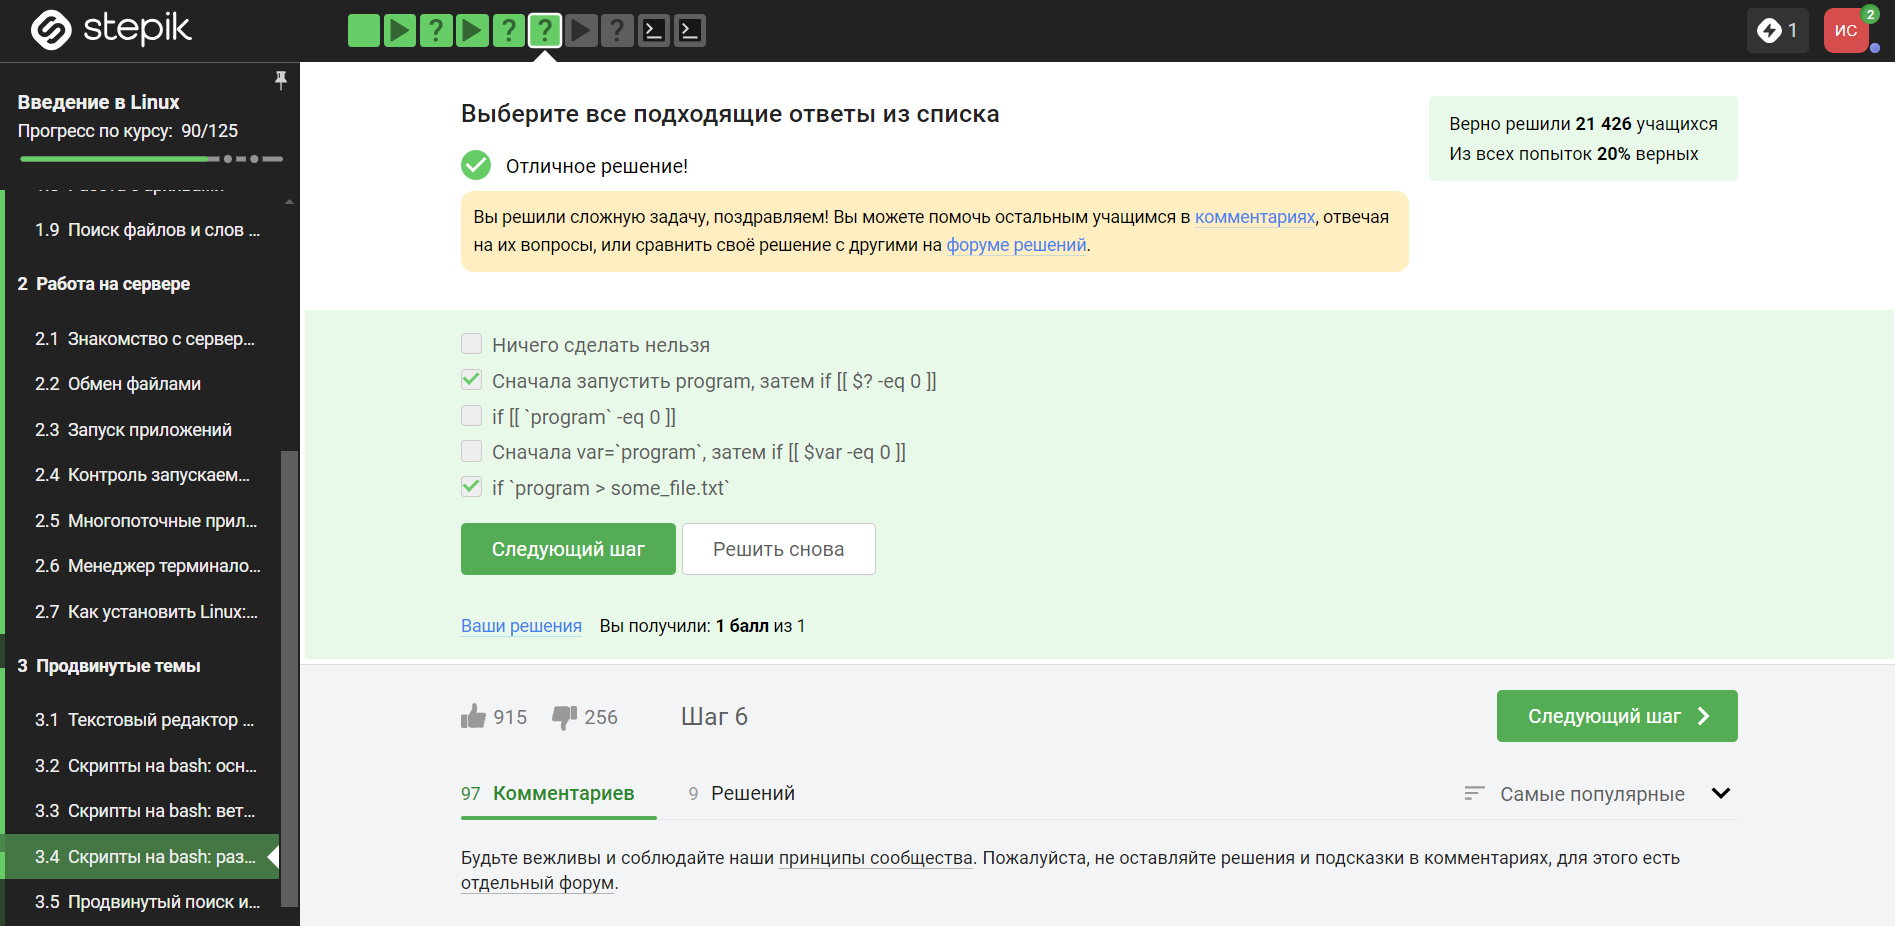 stepik
? ? ? ?
1
ИС
2
Введение в Linux
Прогресс по курсу: 90/125
1.9 Поиск файлов и слов ...
2 Работа на сервере
2.1 Знакомство с сервер...
2.2 Обмен файлами
2.3 Запуск приложений
2.4 Контроль запускаем...
2.5 Многопоточные прил...
2.6 Менеджер терминало...
2.7 Как установить Linux:...
3 Продвинутые темы
3.1 Текстовый редактор ...
3.2 Скрипты на bash: осн...
3.3 Скрипты на bash: вет...
3.4 Скрипты на bash: раз...
3.5 Продвинутый поиск и...
Выберите все подходящие ответы из списка
Отличное решение!
Вы решили сложную задачу, поздравляем! Вы можете помочь остальным учащимся в комментариях, отвечая
на их вопросы, или сравнить своё решение с другими на форуме решений.
Верно решили 21 426 учащихся
Из всех попыток 20% верных
Ничего сделать нельзя
Сначала запустить program, затем if [[ $? -eq 0 ]]
if [[ `program` -eq 0 ]]
Сначала var=`program`, затем if [[ $var -eq 0 ]]
if `program > some_file.txt`
Следующий шаг
Решить снова
Ваши решения Вы получили: 1 балл из 1
915 256 Шаг 6
Следующий шаг
97 Комментариев 9 Решений
Самые популярные
Будьте вежливы и соблюдайте наши принципы сообщества. Пожалуйста, не оставляйте решения и подсказки в комментариях, для этого есть
отдельный форум.